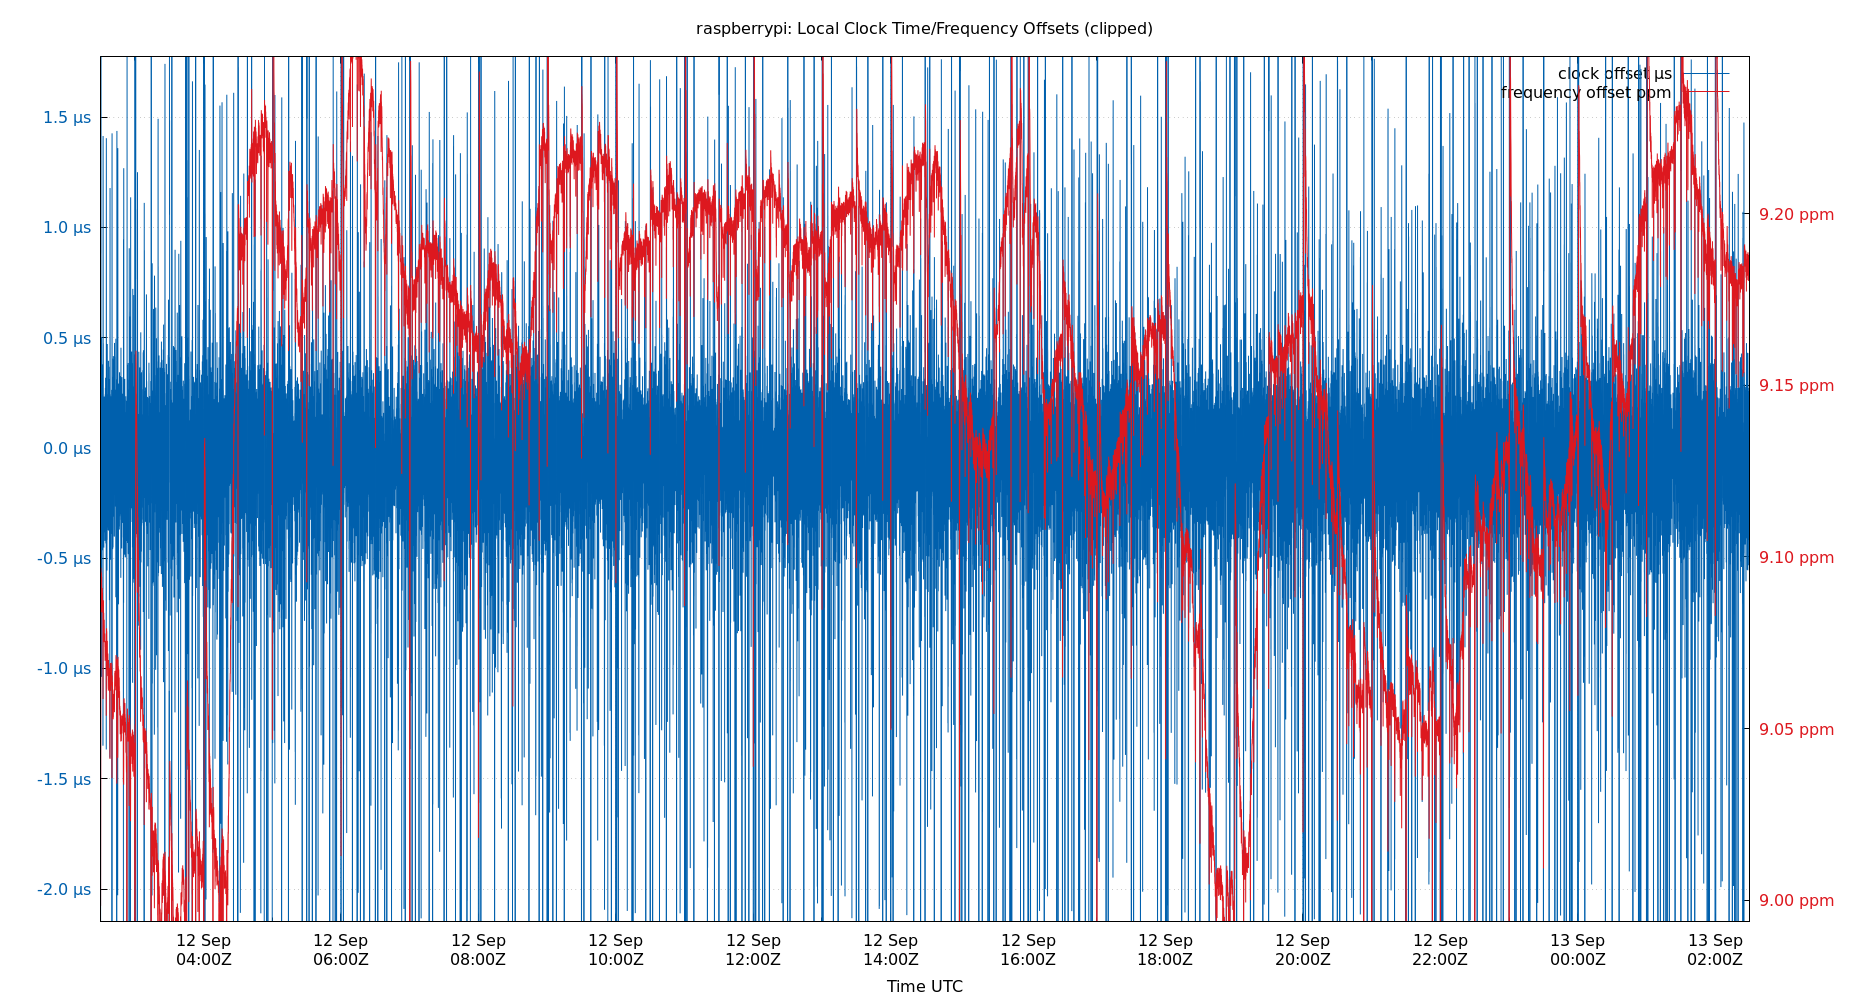 raspberrypi: Local Clock Time/Frequency Offsets (clipped)
clock offset µs
frequency offset ppm
1.5 µs
1.0 µs
0.5 µs
0.0 µs
-0.5 µs
-1.0 µs
-1.5 µs
-2.0 µs
9.20 ppm
9.15 ppm
9.10 ppm
9.05 ppm
9.00 ppm
12 Sep
04:00Z
12 Sep
06:00Z
12 Sep
08:00Z
12 Sep
10:00Z
12 Sep
12:00Z
12 Sep
14:00Z
12 Sep
16:00Z
12 Sep
18:00Z
12 Sep
20:00Z
12 Sep
22:00Z
13 Sep
00:00Z
13 Sep
02:00Z
Time UTC